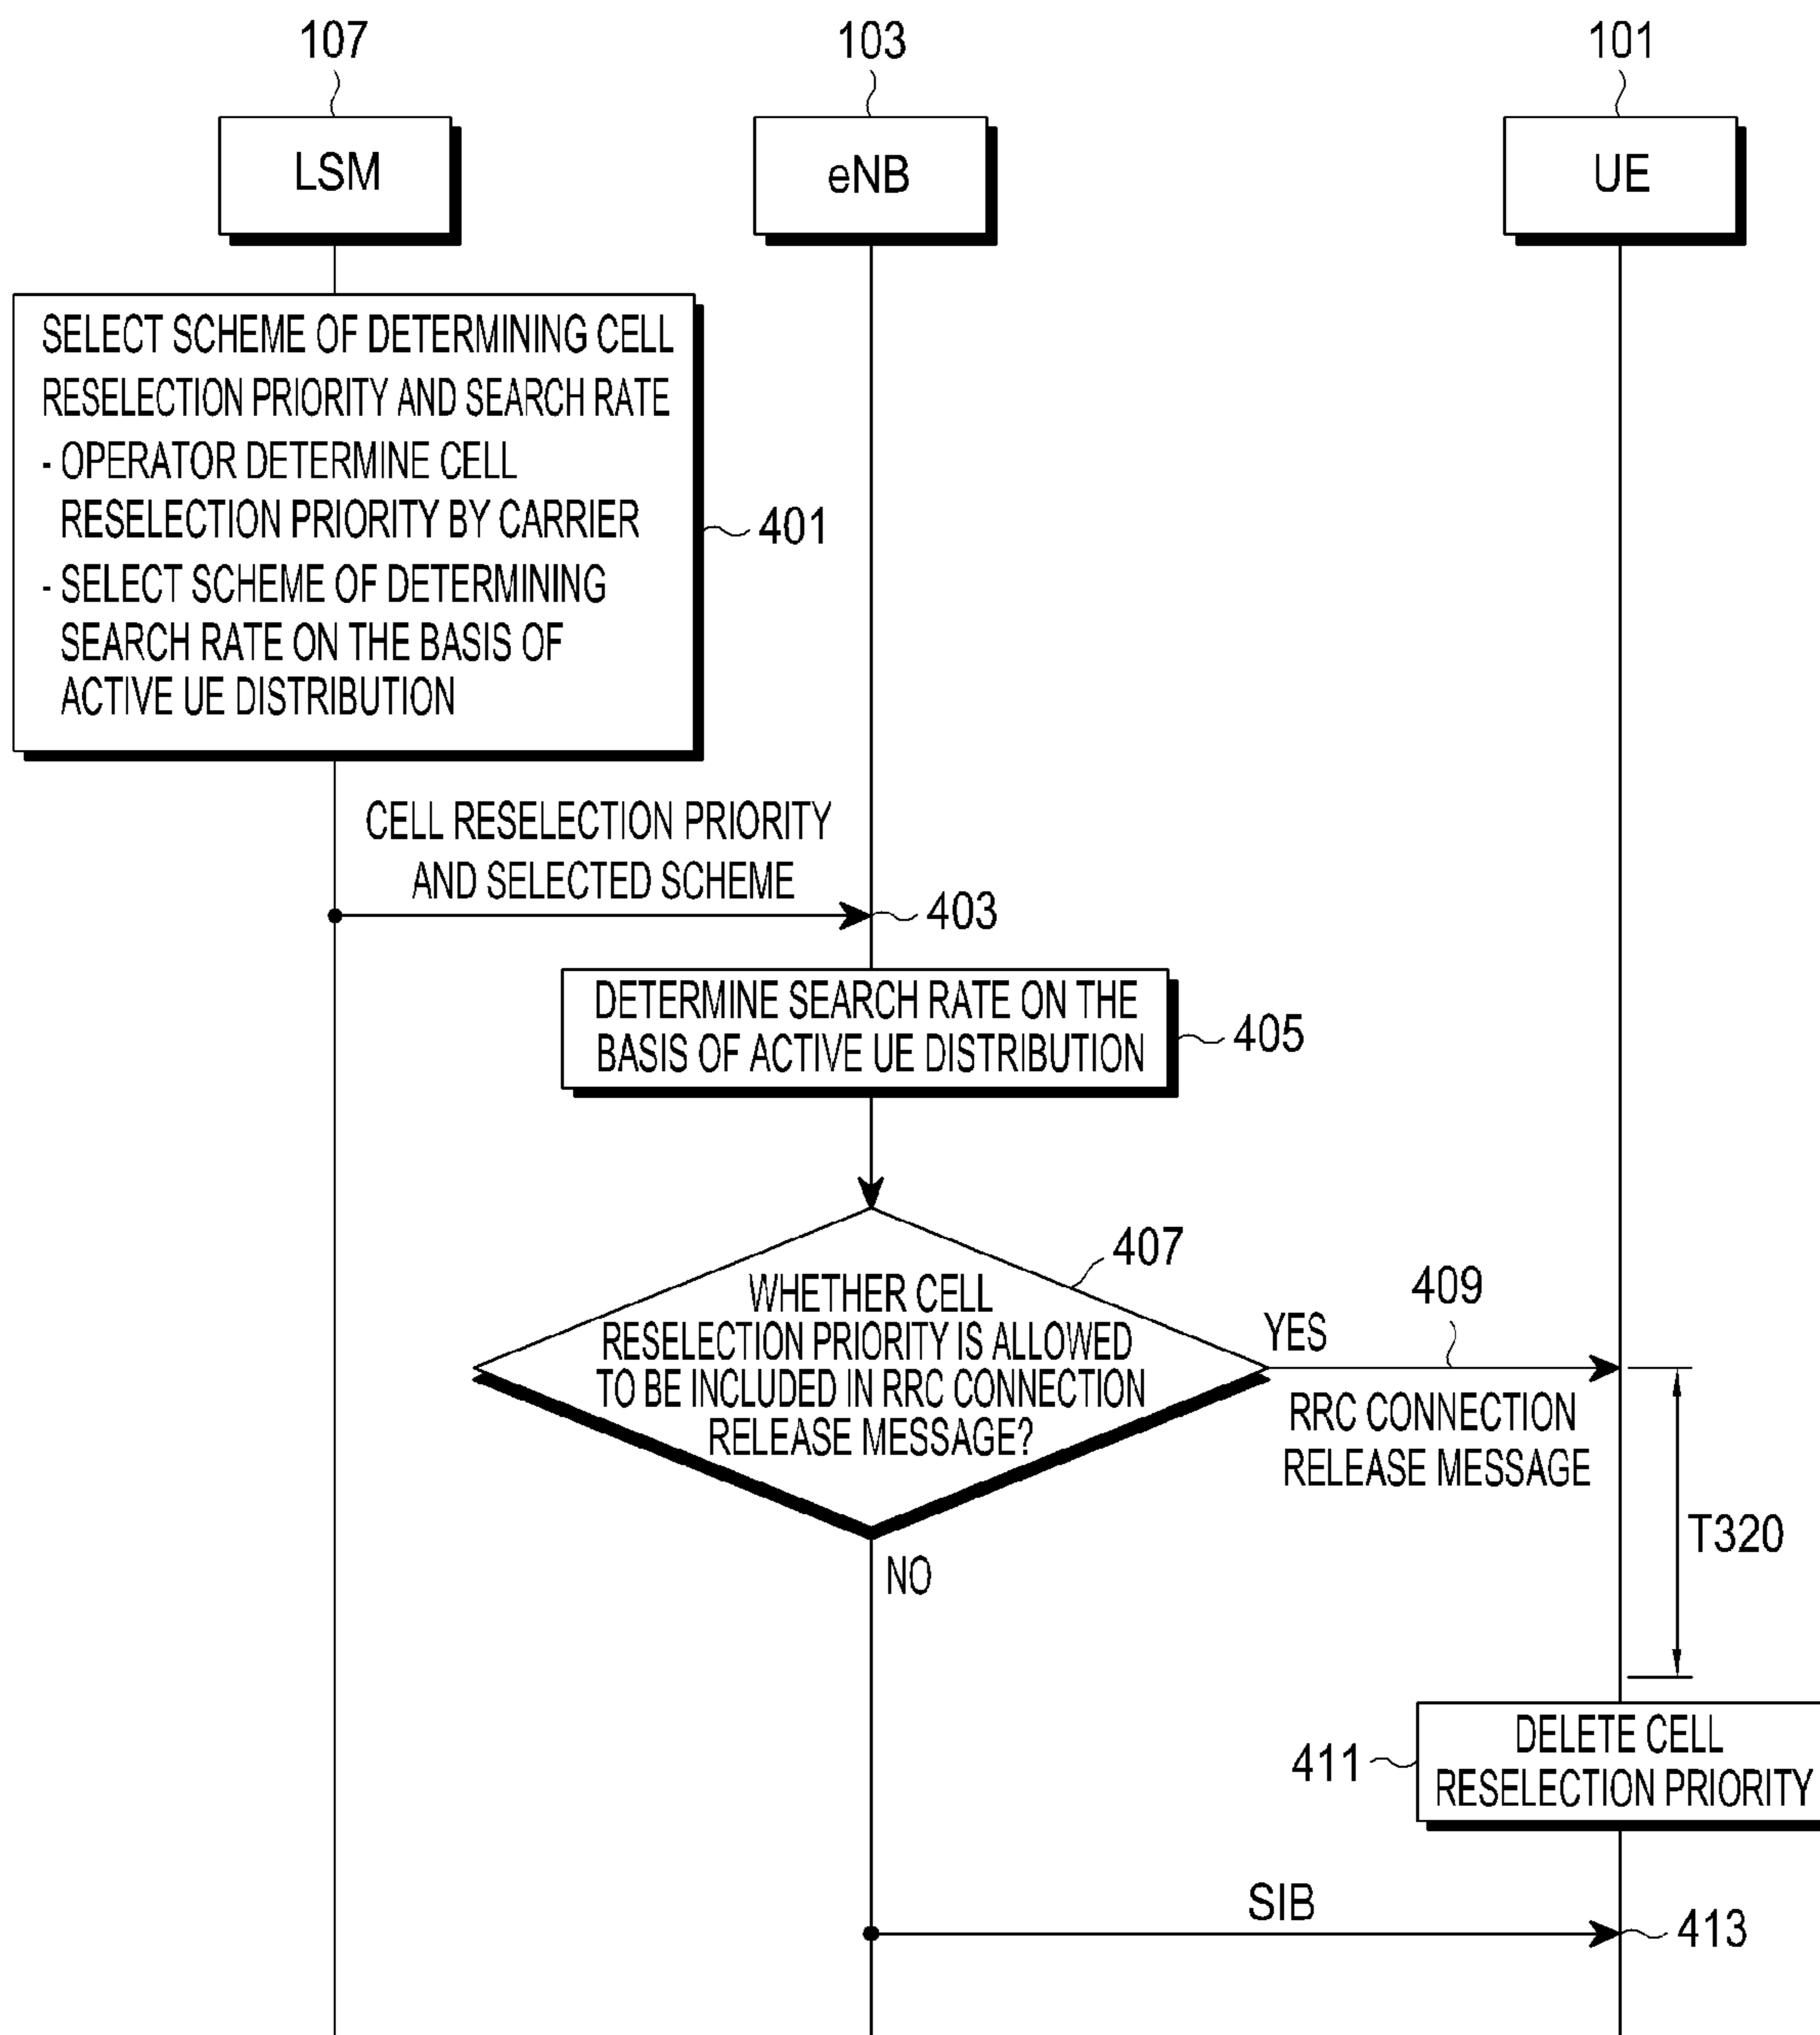 107
103
101
LSM
eNB
UE
SELECT SCHEME OF DETERMINING CELL
RESELECTION PRIORITY AND SEARCH RATE
- OPERATOR DETERMINE CELL
RESELECTION PRIORITY BY CARRIER
- SELECT SCHEME OF DETERMINING
SEARCH RATE ON THE BASIS OF
ACTIVE UE DISTRIBUTION
401
CELL RESELECTION PRIORITY
AND SELECTED SCHEME
403
DETERMINE SEARCH RATE ON THE
BASIS OF ACTIVE UE DISTRIBUTION
405
407
WHETHER CELL
RESELECTION PRIORITY IS ALLOWED
TO BE INCLUDED IN RRC CONNECTION
RELEASE MESSAGE?
YES
409
RRC CONNECTION
RELEASE MESSAGE
T320
NO
411
DELETE CELL
RESELECTION PRIORITY
SIB
413